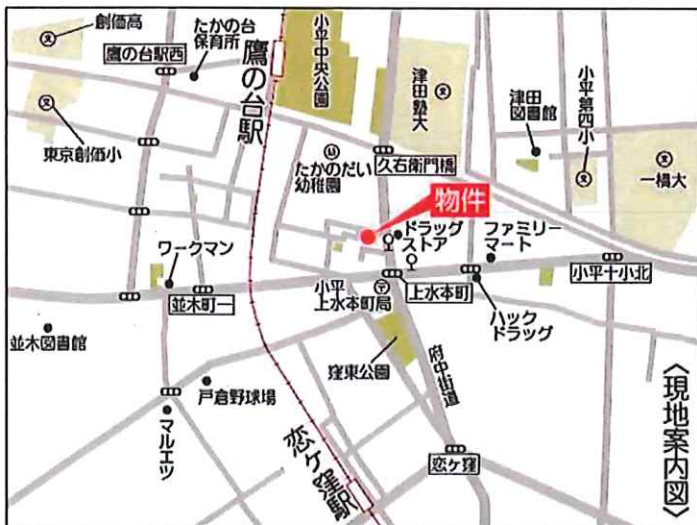 創価高
たかの台
保育所
鷹の台駅西
鷹の台駅
小平中央公園
津田塾大
津田
図書館
小平第四小
一橋大
東京創価小
たかのだい
幼稚園
久右衛門橋
物件
ドラッグ
ストア
ファミリー
マート
ワークマン
小平
上水本町局
上水本町
小平十小北
並木町一
ハック
ドラッグ
並木図書館
窪東公園
府中街道
戸倉野球場
マルエツ
恋ケ窪駅
恋ケ窪
〈現地案内図〉